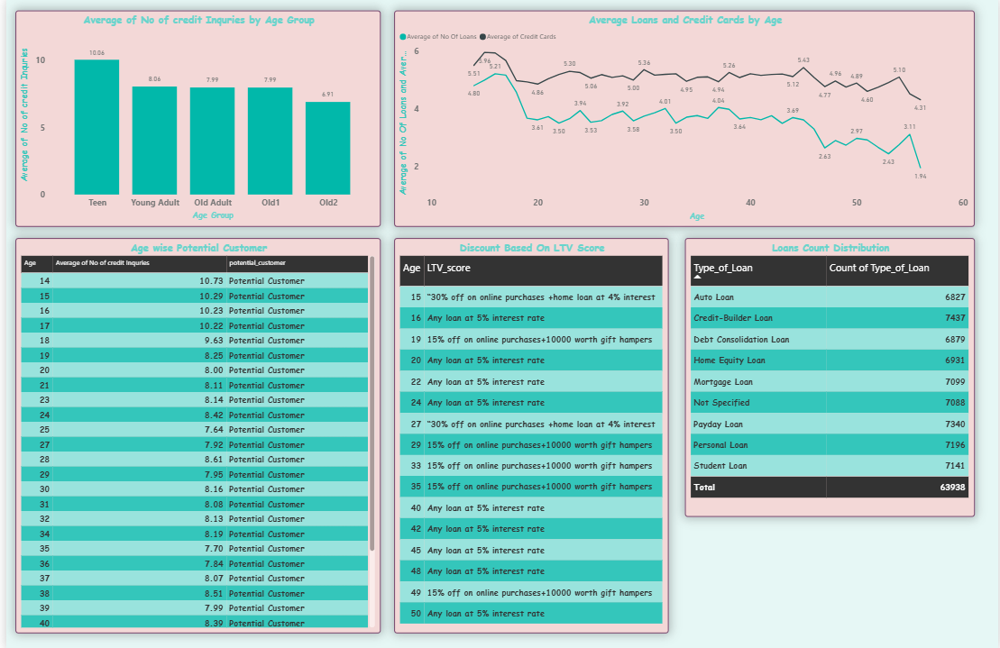 Average of No of credit Inquries by Age Group
Average of No of credit Inquries
10
5
0
10.06
8.06
7.99
7.99
6.91
Teen
Young Adult
Old Adult
Old1
Old2
Age Group
Average Loans and Credit Cards by Age
Average of No Of Loans
Average of Credit Cards
Average of No Of Loans and Aver...
6
4
2
5.51
5.96
5.21
4.80
4.86
3.61
5.30
3.50
3.94
5.06
3.53
3.92
5.00
3.58
5.36
4.01
4.95
3.50
4.94
4.04
5.26
3.64
5.12
3.69
5.43
4.77
2.63
4.96
4.89
2.97
4.60
2.43
5.10
3.11
4.31
1.94
10
20
30
40
50
60
Age
Age wise Potential Customer
Age Average of No of credit Inquries potential_customer
14 10.73 Potential Customer
15 10.29 Potential Customer
16 10.23 Potential Customer
17 10.22 Potential Customer
18 9.63 Potential Customer
19 8.25 Potential Customer
20 8.00 Potential Customer
21 8.11 Potential Customer
23 8.14 Potential Customer
24 8.42 Potential Customer
25 7.64 Potential Customer
27 7.92 Potential Customer
28 8.61 Potential Customer
29 7.95 Potential Customer
30 8.16 Potential Customer
31 8.08 Potential Customer
32 8.13 Potential Customer
34 8.19 Potential Customer
35 7.70 Potential Customer
36 7.84 Potential Customer
37 8.07 Potential Customer
38 8.51 Potential Customer
39 7.99 Potential Customer
40 8.39 Potential Customer
Discount Based On LTV Score
Age LTV_score
15 "30% off on online purchases +home loan at 4% interest
16 Any loan at 5% interest rate
19 15% off on online purchases+10000 worth gift hampers
20 Any loan at 5% interest rate
22 Any loan at 5% interest rate
24 Any loan at 5% interest rate
27 "30% off on online purchases +home loan at 4% interest
29 15% off on online purchases+10000 worth gift hampers
33 15% off on online purchases+10000 worth gift hampers
35 15% off on online purchases+10000 worth gift hampers
40 Any loan at 5% interest rate
42 Any loan at 5% interest rate
45 Any loan at 5% interest rate
48 Any loan at 5% interest rate
49 15% off on online purchases+10000 worth gift hampers
50 Any loan at 5% interest rate
Loans Count Distribution
Type_of_Loan Count of Type_of_Loan
Auto Loan 6827
Credit-Builder Loan 7437
Debt Consolidation Loan 6879
Home Equity Loan 6931
Mortgage Loan 7099
Not Specified 7088
Payday Loan 7340
Personal Loan 7196
Student Loan 7141
Total 63938